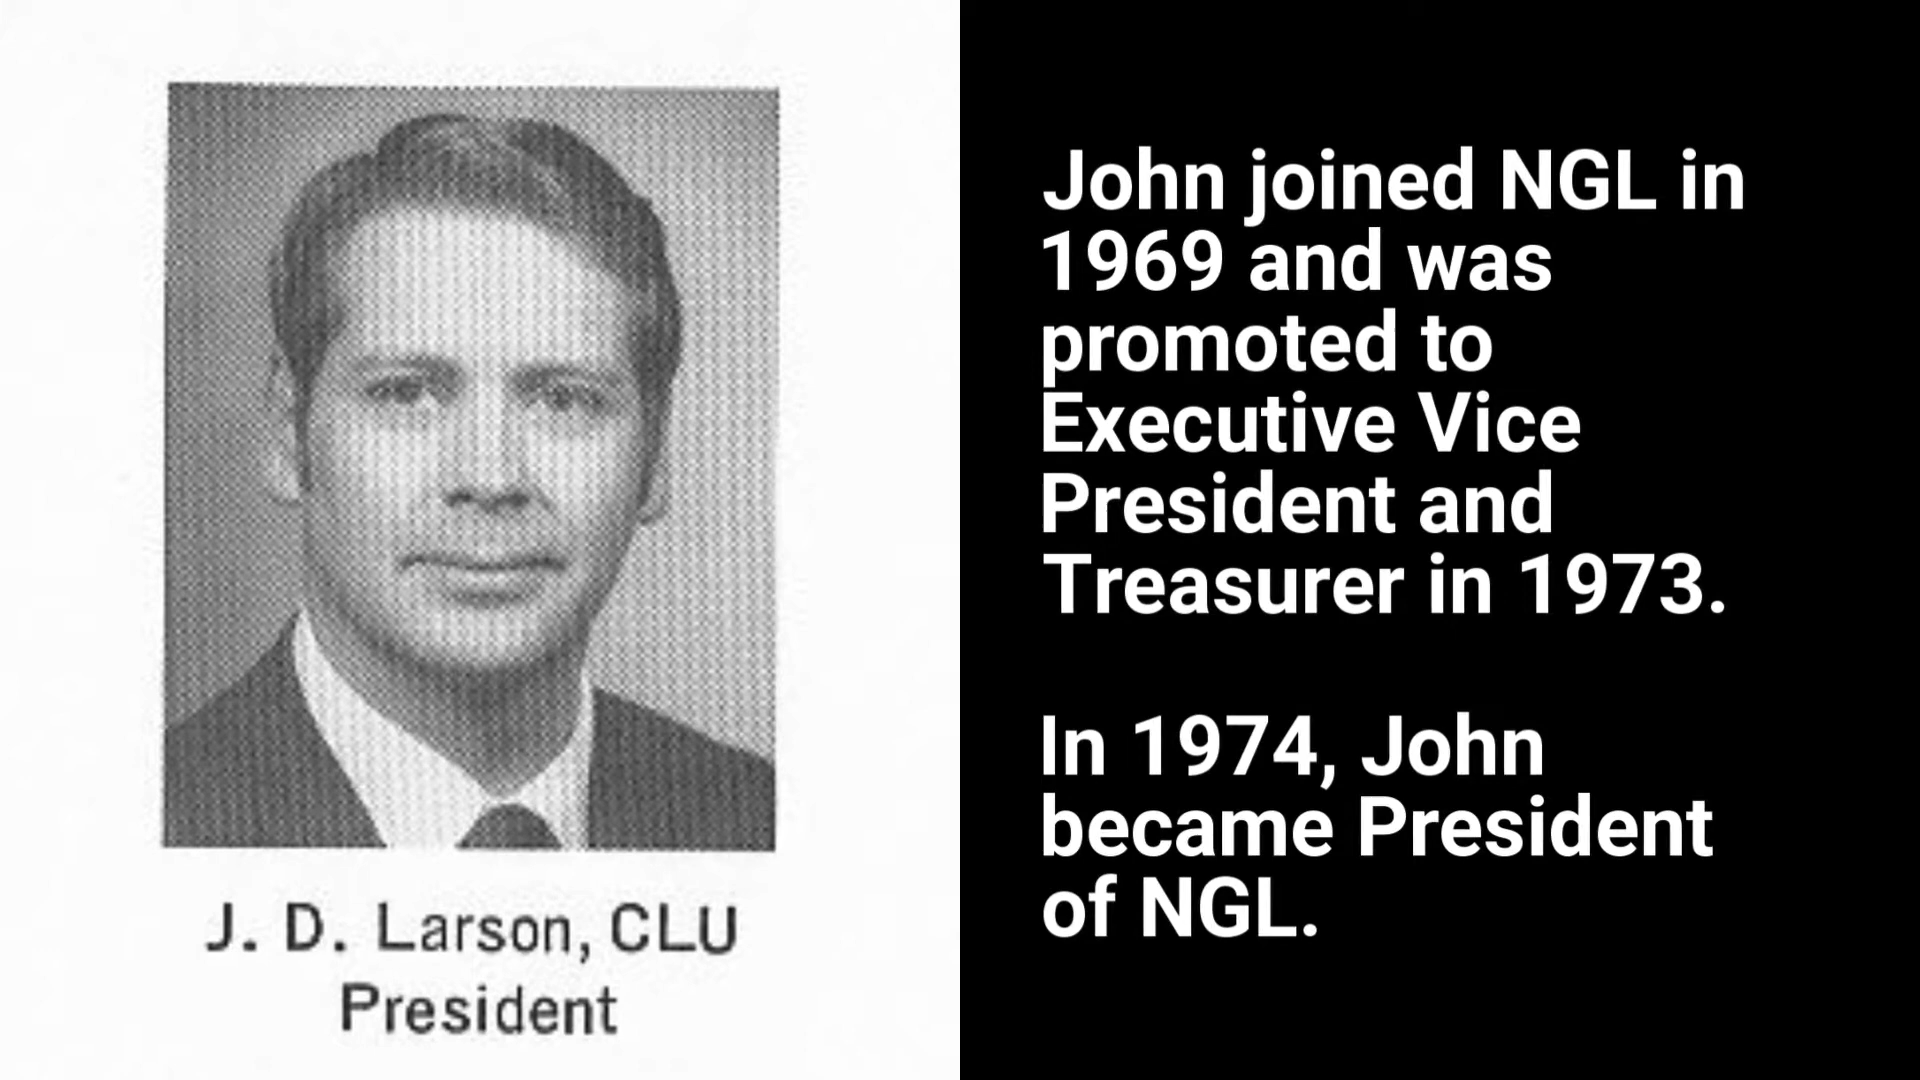 J. D. Larson, CLU
President
John joined NGL in
1969 and was
promoted to
Executive Vice
President and
Treasurer in 1973.
In 1974, John
became President
of NGL.